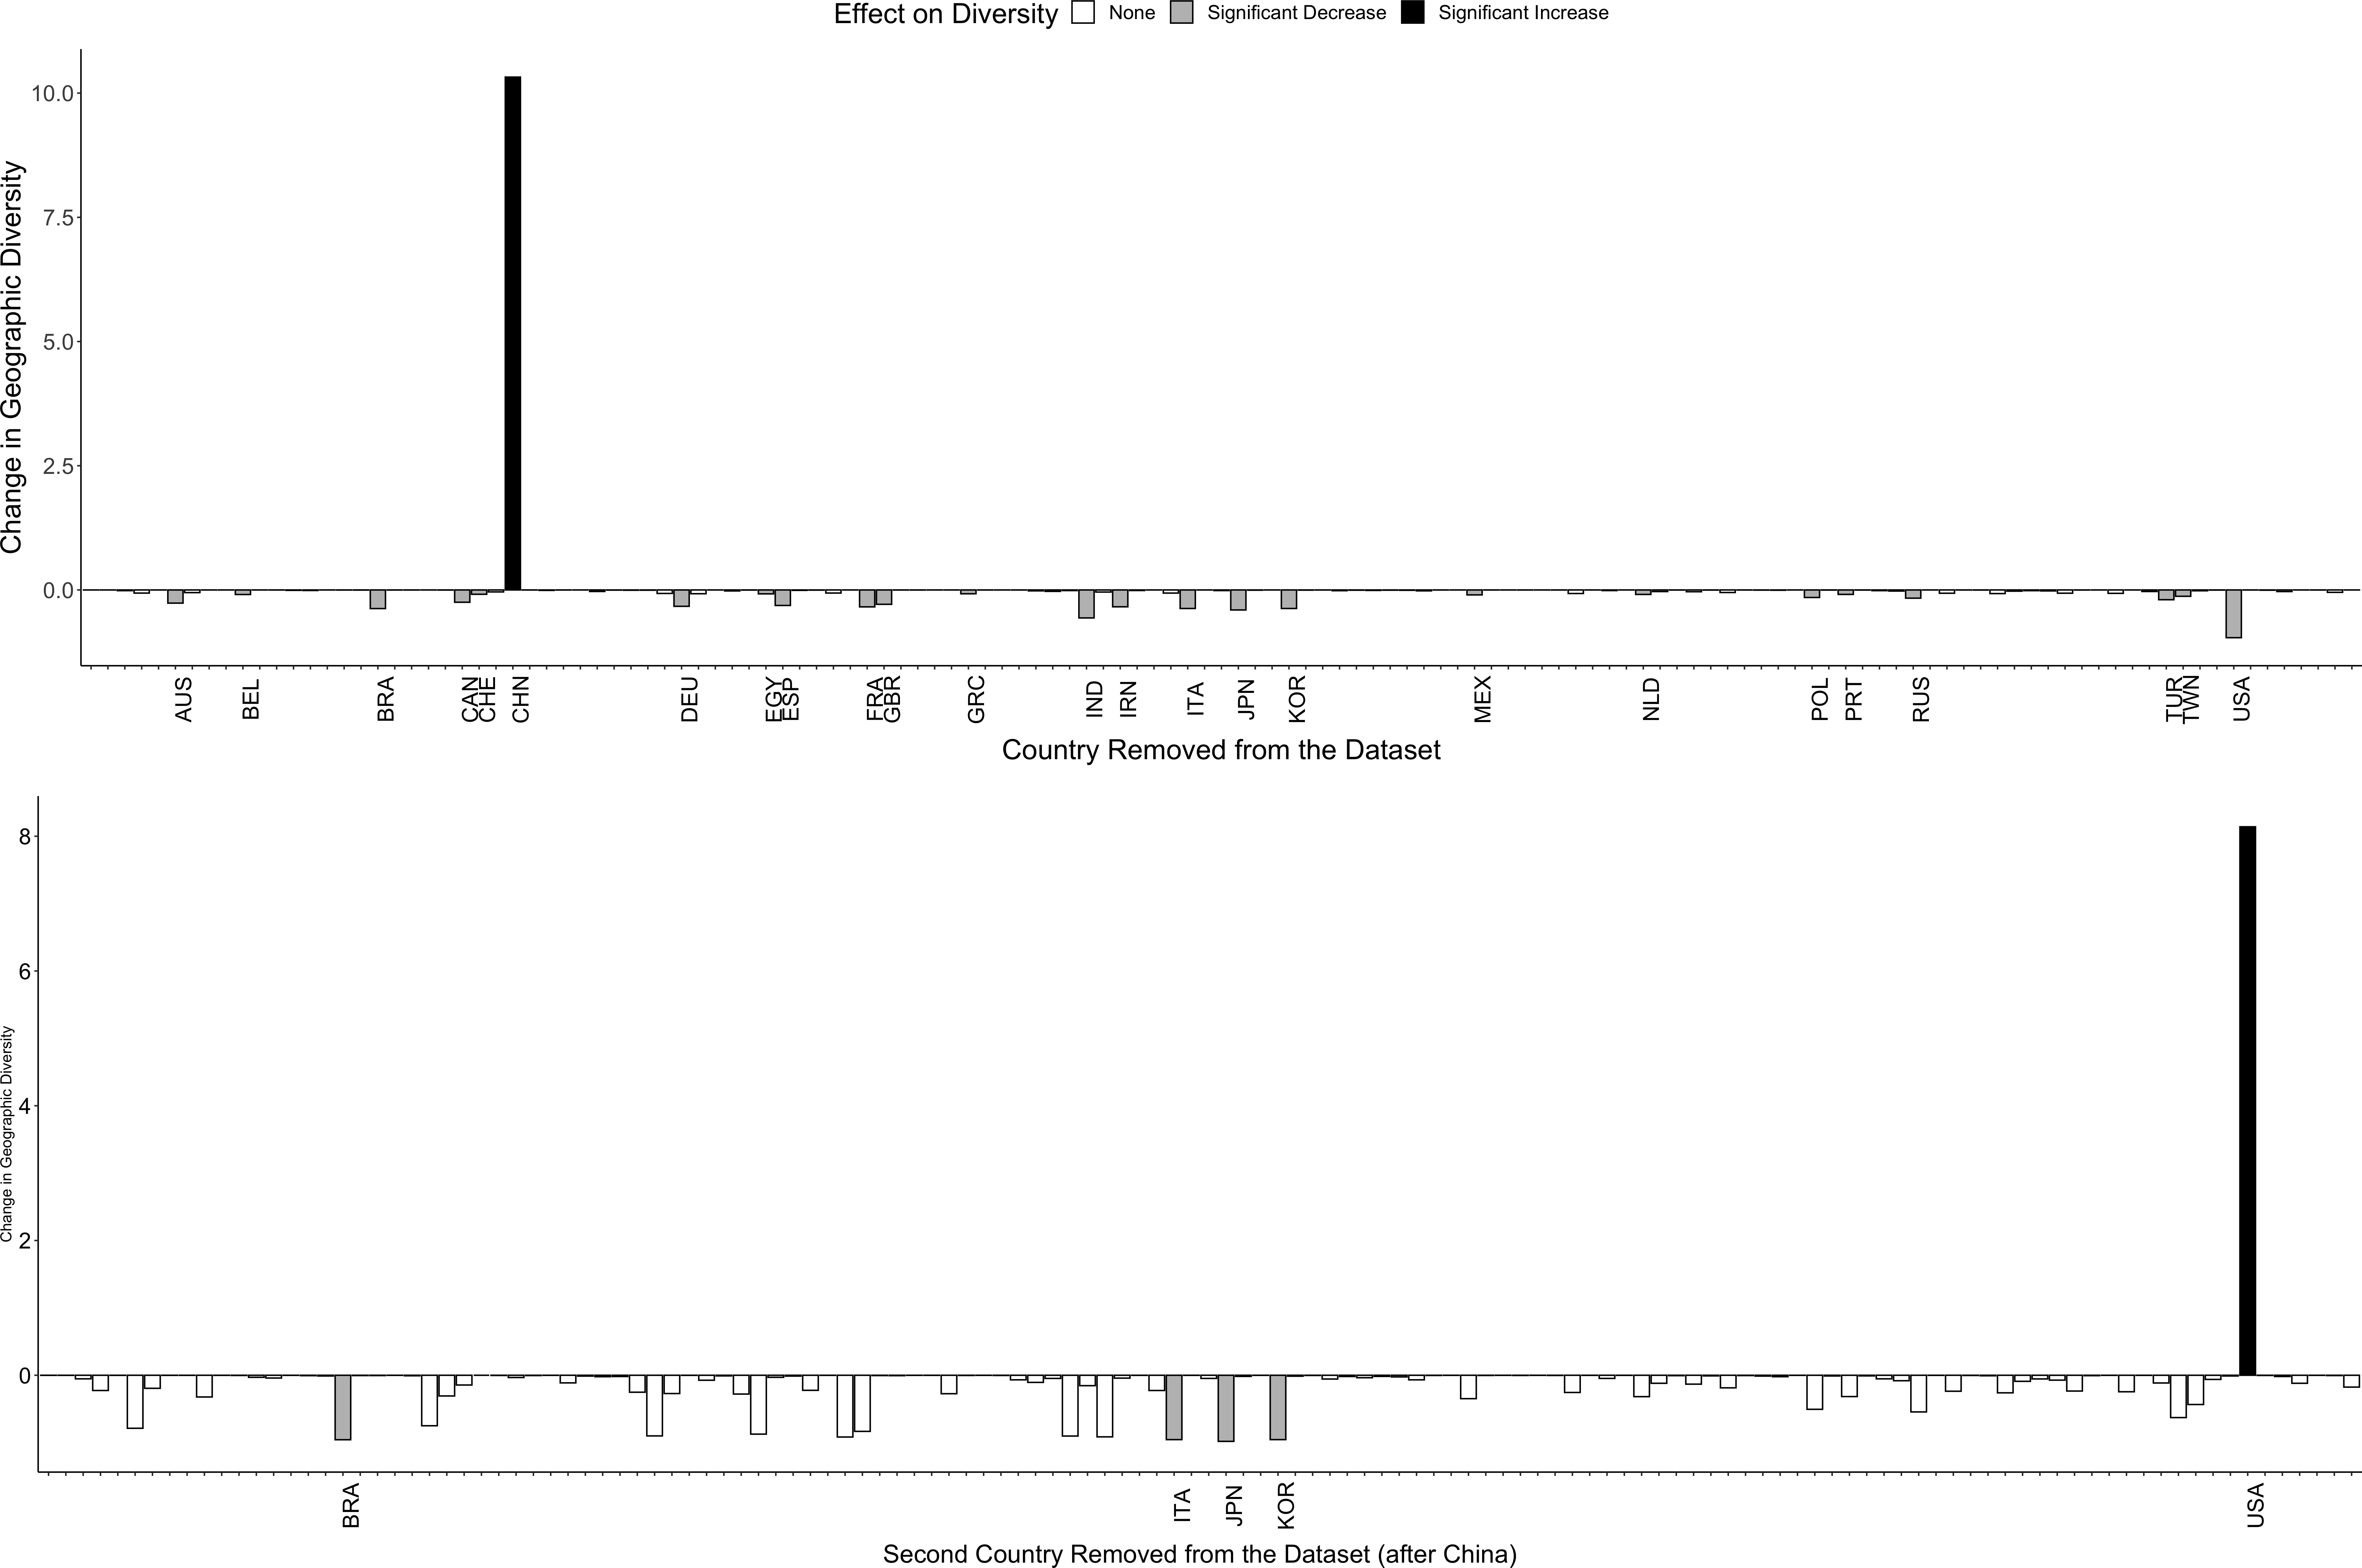 Effect on Diversity None Significant Decrease Significant Increase
Change in Geographic Diversity
10.0
7.5
5.0
2.5
0.0
AUS BEL BRA CAN CHE CHN DEU EGY ESP FRA GBR GRC IND IRN ITA JPN KOR MEX NLD POL PRT RUS TUR TWN USA
Country Removed from the Dataset
Change in Geographic Diversity
8
6
4
2
0
BRA ITA JPN KOR USA
Second Country Removed from the Dataset (after China)